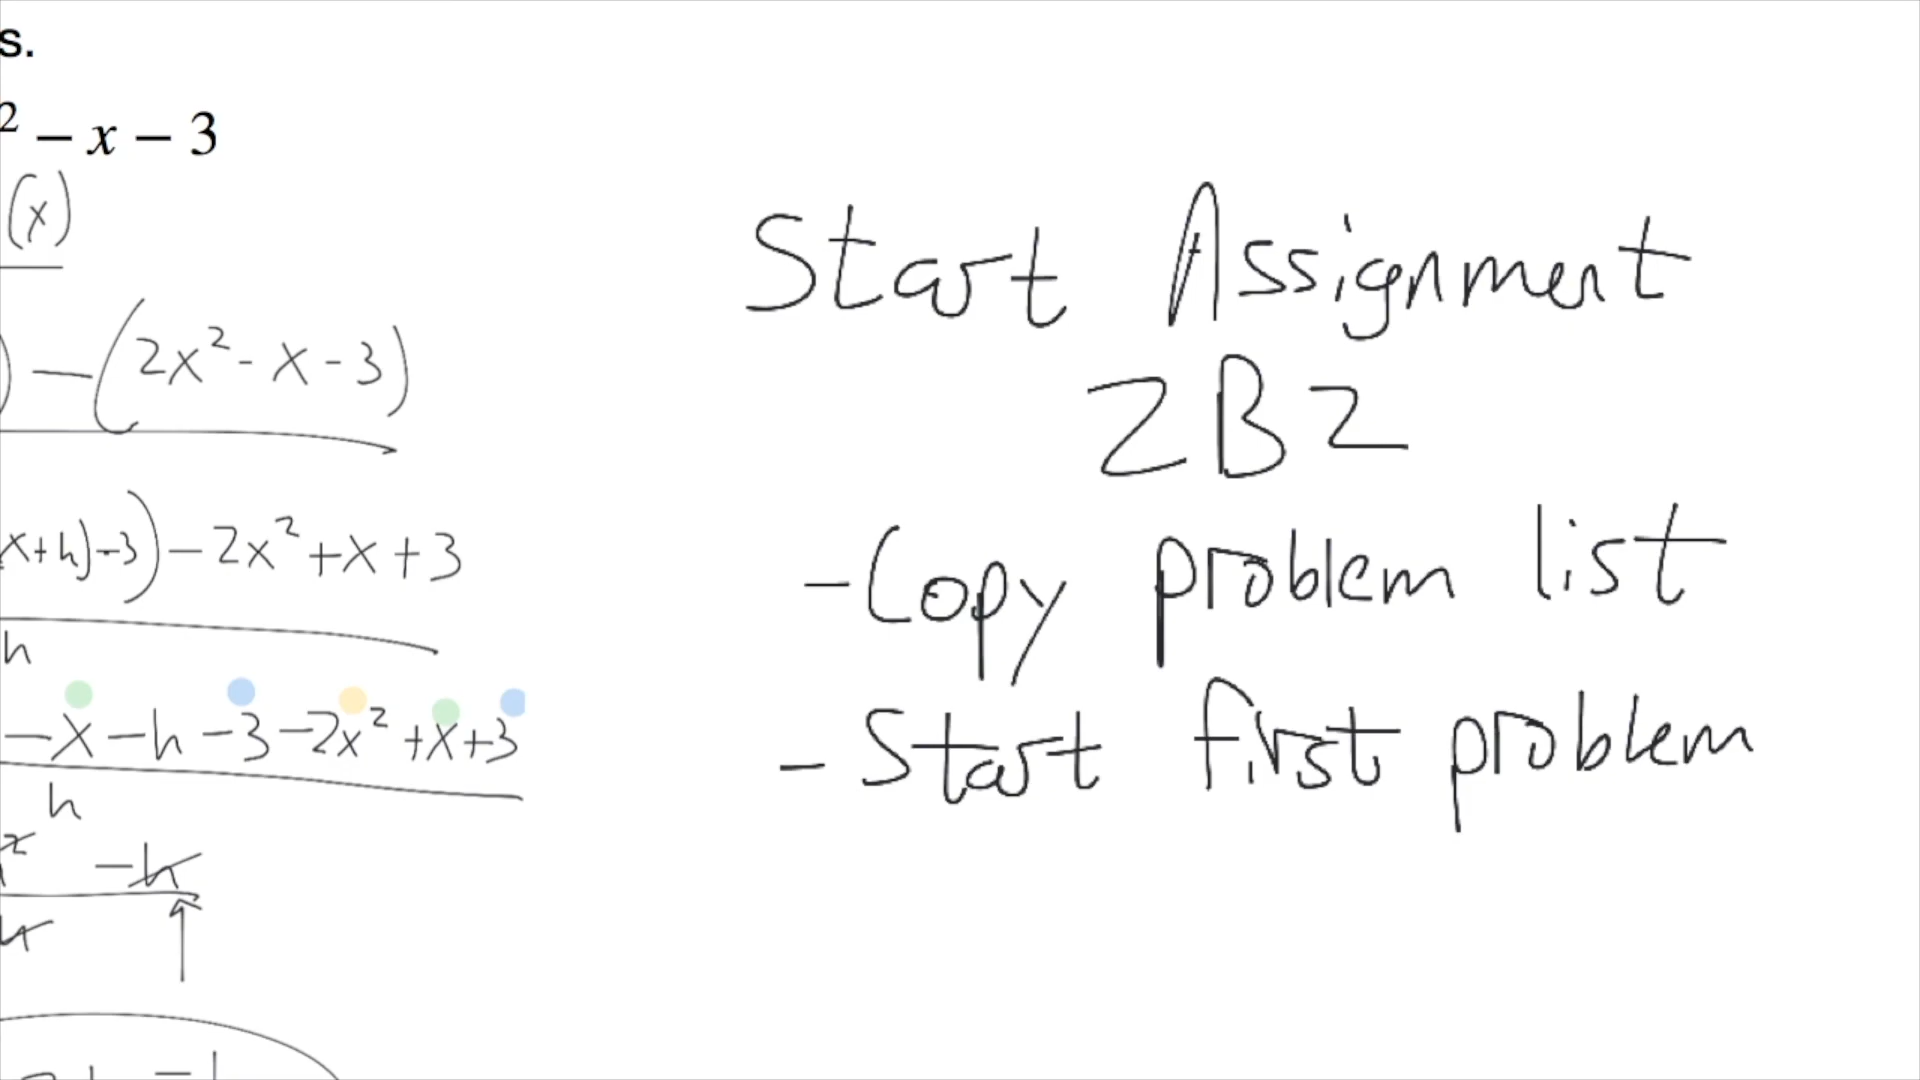 s.
² − x − 3
(x)
) − (2x² - x - 3)
x+h) - 3) - 2x² + x + 3
h
-x - h - 3 - 2x² + x + 3
h
-h
h
-1
Start Assignment
2B2
- Copy problem list
- Start first problem